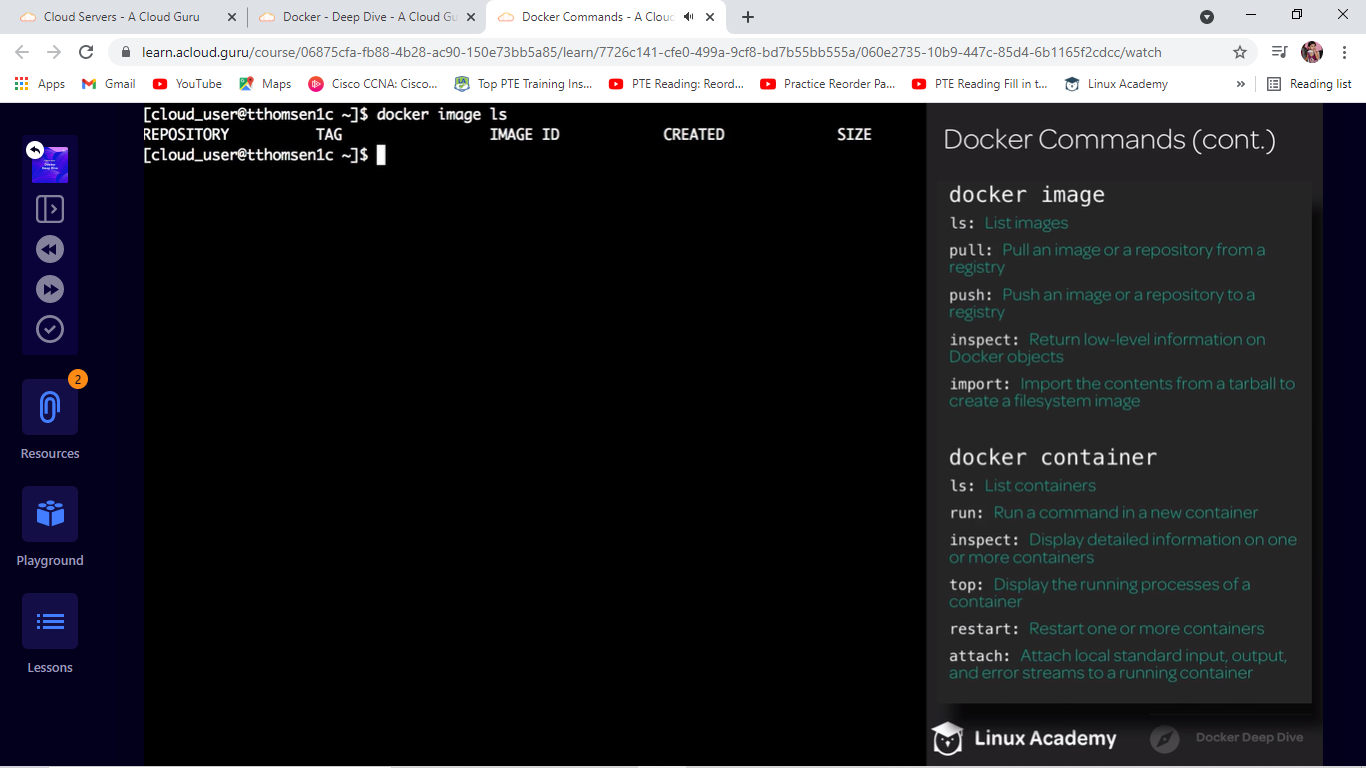 Cloud Servers - A Cloud Guru
Docker - Deep Dive - A Cloud Gu
Docker Commands - A Cloud
learn.acloud.guru/course/06875cfa-fb88-4b28-ac90-150e73bb5a85/learn/7726c141-cfe0-499a-9cf8-bd7b55bb555a/060e2735-10b9-447c-85d4-6b1165f2cdcc/watch
Apps Gmail YouTube Maps Cisco CCNA: Cisco... Top PTE Training Ins... PTE Reading: Reord... Practice Reorder Pa... PTE Reading Fill in t... Linux Academy » Reading list
[cloud_user@tthomsen1c ~]$ docker image ls
REPOSITORY TAG IMAGE ID CREATED SIZE
[cloud_user@tthomsen1c ~]$
Docker
Deep Dive
2
Resources
Playground
Lessons
Docker Commands (cont.)
docker image
ls: List images
pull: Pull an image or a repository from a
registry
push: Push an image or a repository to a
registry
inspect: Return low-level information on
Docker objects
import: Import the contents from a tarball to
create a filesystem image
docker container
ls: List containers
run: Run a command in a new container
inspect: Display detailed information on one
or more containers
top: Display the running processes of a
container
restart: Restart one or more containers
attach: Attach local standard input, output,
and error streams to a running container
Linux Academy
Docker Deep Dive